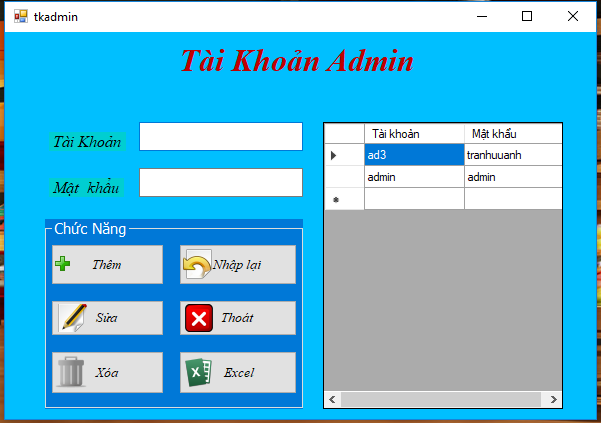 tkadmin
Tài Khoản Admin
Tài Khoản
Mật khẩu
Chức Năng
Thêm
Nhập lại
Sửa
Thoát
Xóa
Excel
Tài khoản Mật khẩu
ad3 tranhuuanh
admin admin